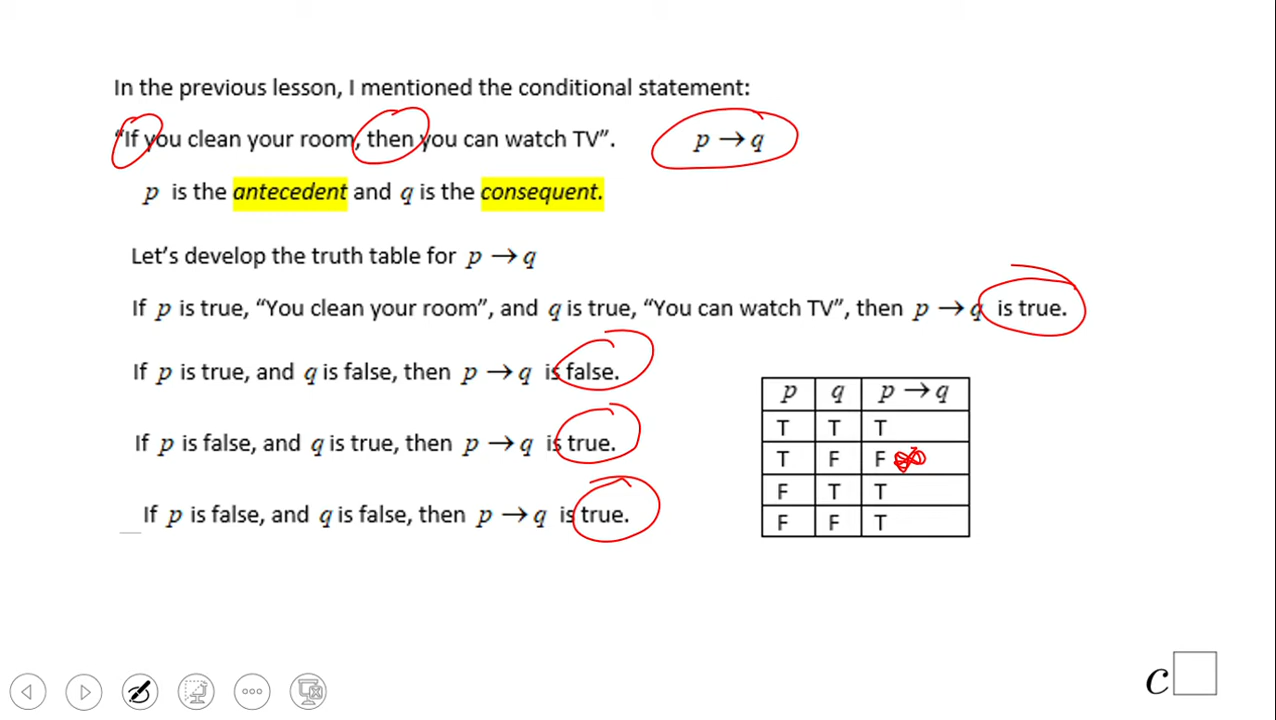 In the previous lesson, I mentioned the conditional statement:
"If you clean your room, then you can watch TV". p → q
p is the antecedent and q is the consequent.
Let's develop the truth table for p → q
If p is true, "You clean your room", and q is true, "You can watch TV", then p → q is true.
If p is true, and q is false, then p → q is false.
If p is false, and q is true, then p → q is true.
If p is false, and q is false, then p → q is true.
p q p → q
T T T
T F F
F T T
F F T
c